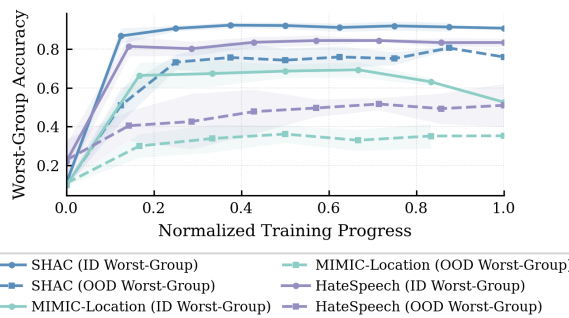 Worst-Group Accuracy
0.8
0.6
0.4
0.2
0.0 0.2 0.4 0.6 0.8 1.0
Normalized Training Progress
SHAC (ID Worst-Group)
SHAC (OOD Worst-Group)
MIMIC-Location (ID Worst-Group)
MIMIC-Location (OOD Worst-Group)
HateSpeech (ID Worst-Group)
HateSpeech (OOD Worst-Group)